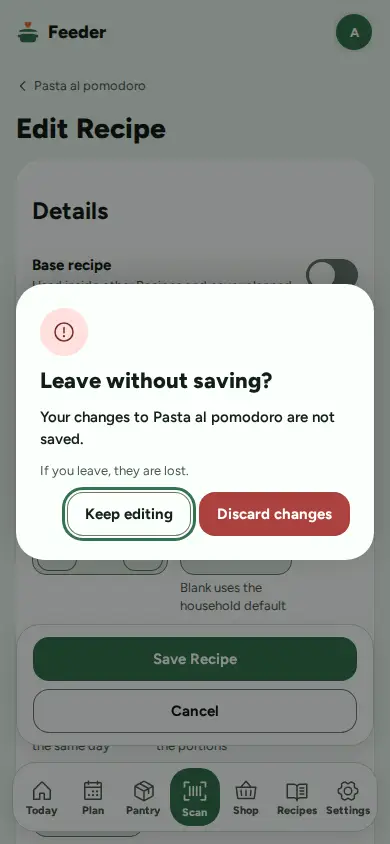 Feeder
A
Pasta al pomodoro
Edit Recipe
Details
Base recipe
Leave without saving?
Your changes to Pasta al pomodoro are not
saved.
If you leave, they are lost.
Keep editing
Discard changes
Blank uses the
household default
Save Recipe
Cancel
the same day
the portions
Today
Plan
Pantry
Scan
Shop
Recipes
Settings